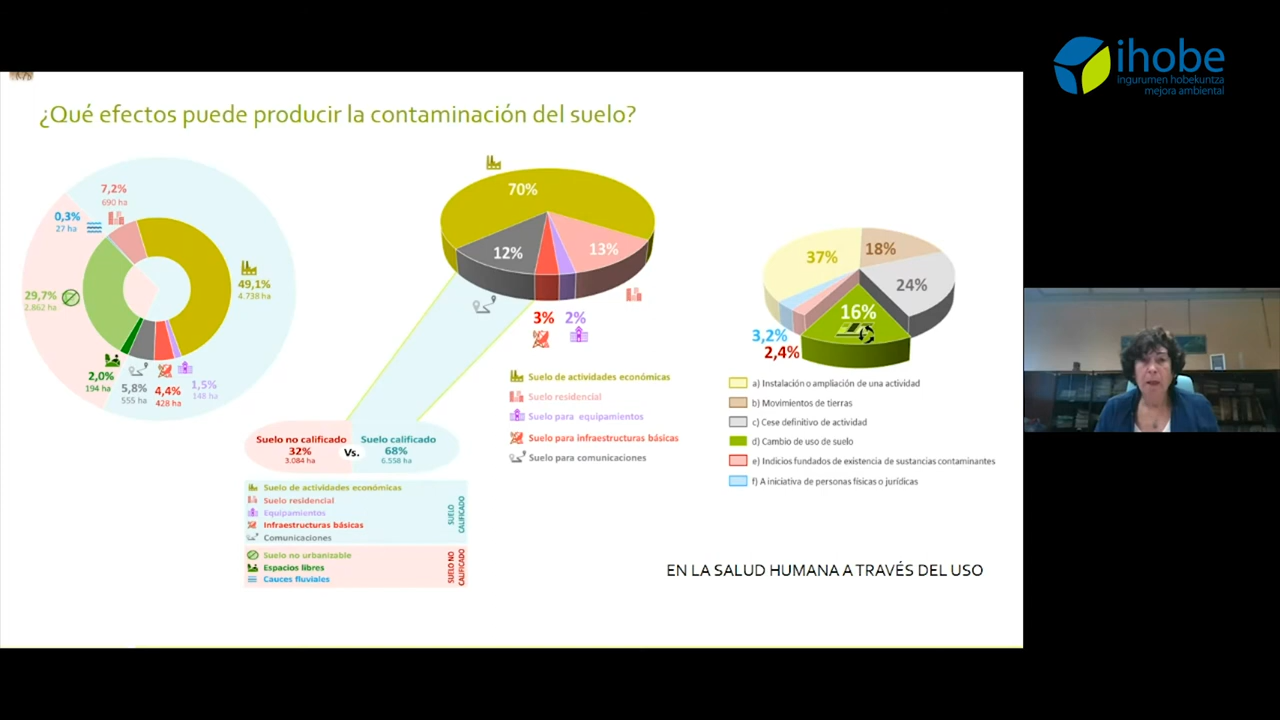 ihobe
ingurumen hobekuntza
mejora ambiental
¿Qué efectos puede producir la contaminación del suelo?
7,2%
690 ha
0,3%
27 ha
49,1%
4.738 ha
29,7%
2.862 ha
2,0%
194 ha
5,8%
555 ha
4,4%
428 ha
1,5%
148 ha
Suelo no calificado
32%
3.084 ha
Vs.
Suelo calificado
68%
6.558 ha
Suelo de actividades económicas
Suelo residencial
Equipamientos
Infraestructuras básicas
Comunicaciones
SUELO
CALIFICADO
Suelo no urbanizable
Espacios libres
Cauces fluviales
SUELO NO
CALIFICADO
70%
12%
13%
3%
2%
Suelo de actividades económicas
Suelo residencial
Suelo para equipamientos
Suelo para infraestructuras básicas
Suelo para comunicaciones
37%
18%
24%
16%
3,2%
2,4%
a) Instalación o ampliación de una actividad
b) Movimientos de tierras
c) Cese definitivo de actividad
d) Cambio de uso de suelo
e) Indicios fundados de existencia de sustancias contaminantes
f) A iniciativa de personas físicas o jurídicas
EN LA SALUD HUMANA A TRAVÉS DEL USO